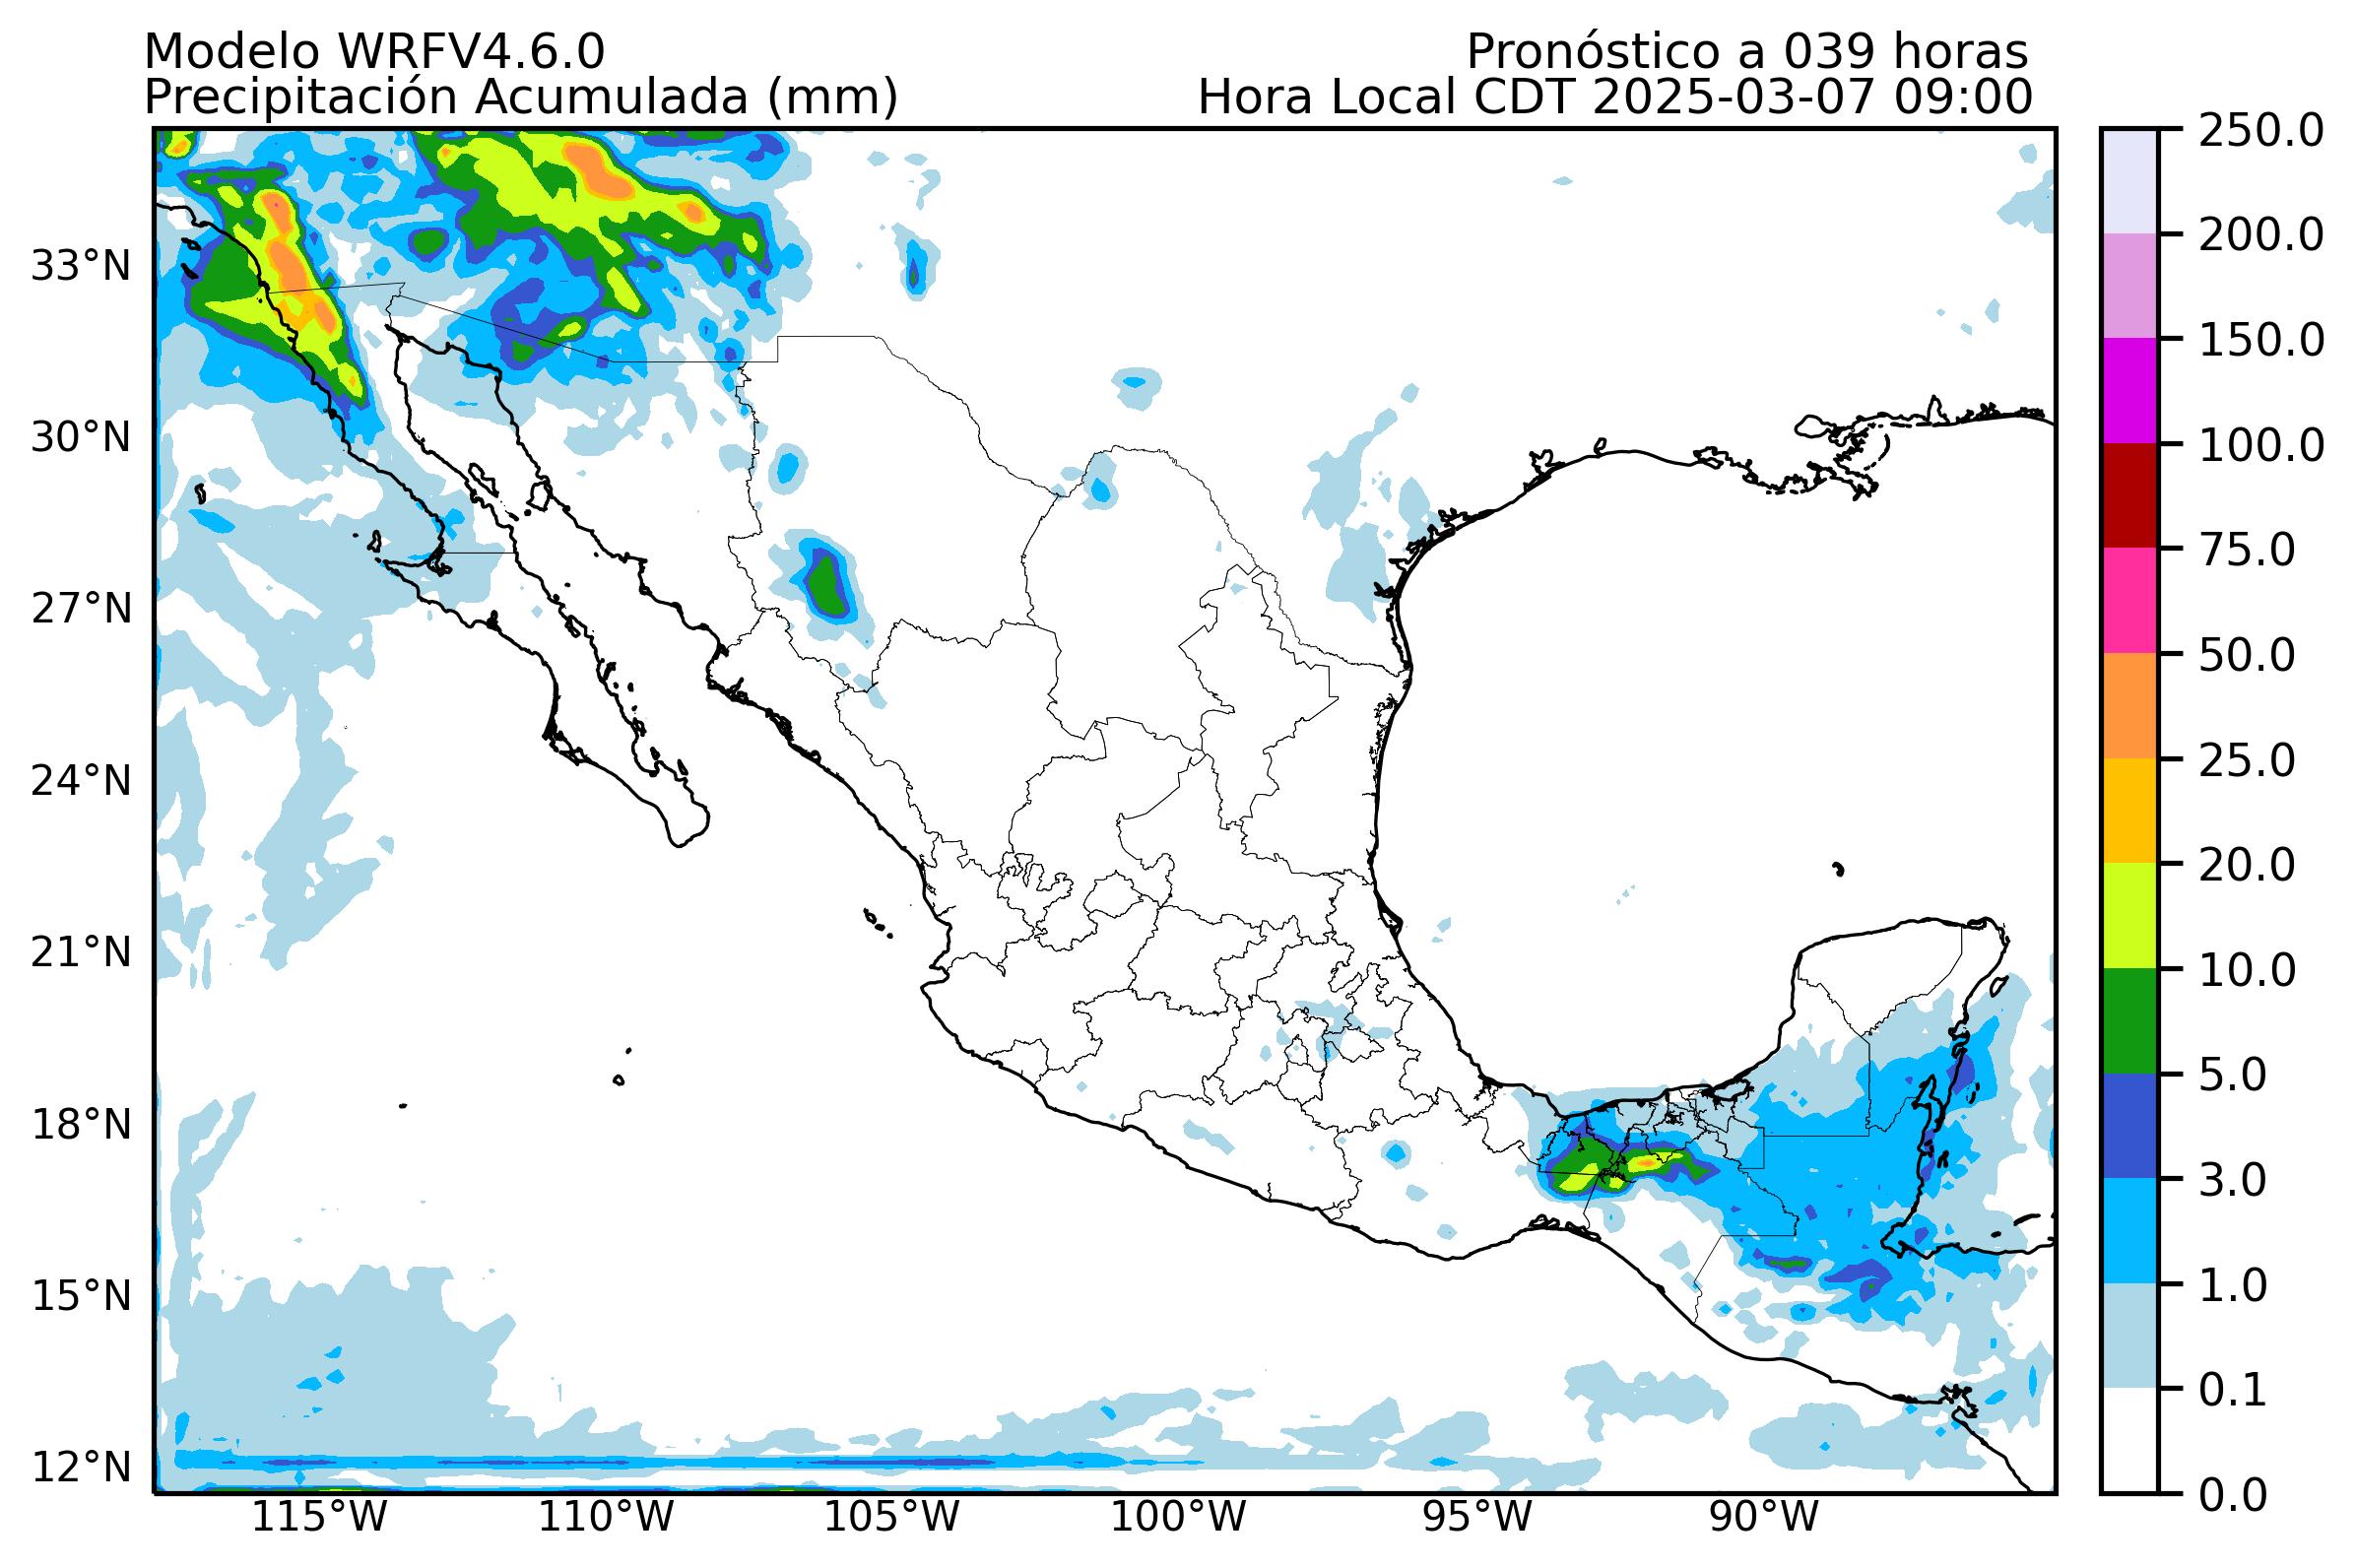 Modelo WRFV4.6.0
Pronóstico a 039 horas
Precipitación Acumulada (mm)
Hora Local CDT 2025-03-07 09:00
33°N
30°N
27°N
24°N
21°N
18°N
15°N
12°N
115°W
110°W
105°W
100°W
95°W
90°W
250.0
200.0
150.0
100.0
75.0
50.0
25.0
20.0
10.0
5.0
3.0
1.0
0.1
0.0